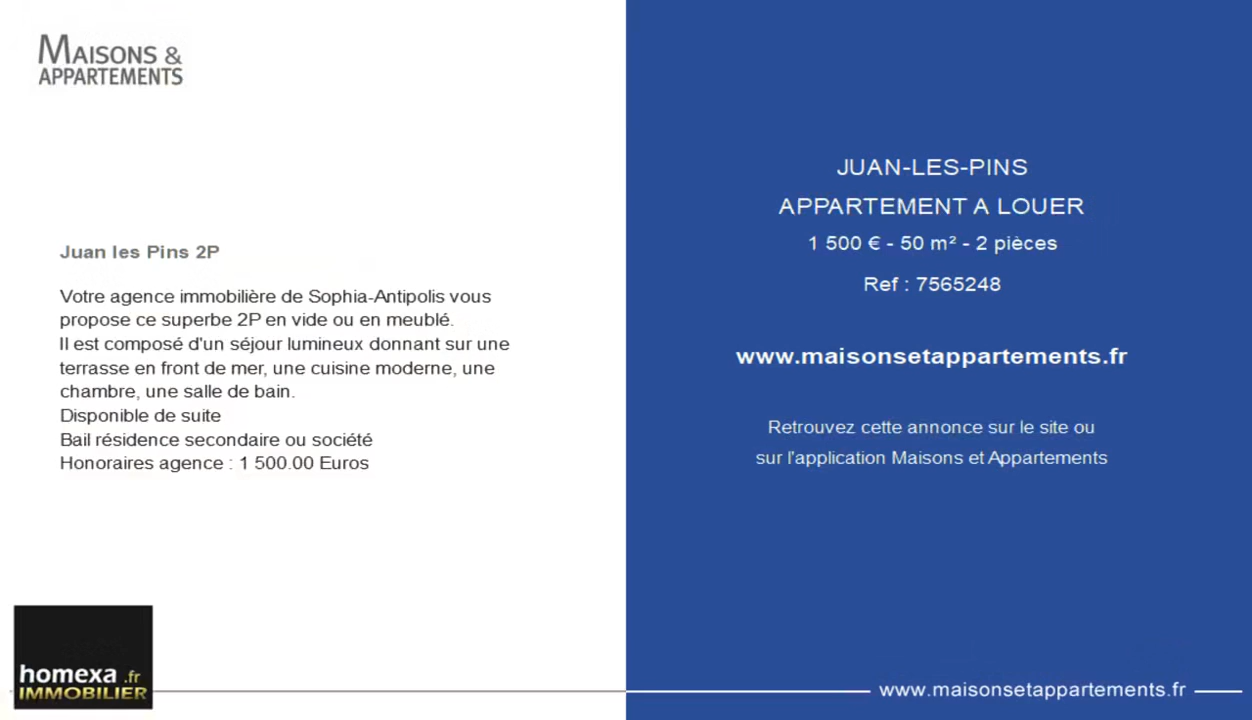 MAISONS &
APPARTEMENTS
Juan les Pins 2P
Votre agence immobilière de Sophia-Antipolis vous
propose ce superbe 2P en vide ou en meublé.
Il est composé d'un séjour lumineux donnant sur une
terrasse en front de mer, une cuisine moderne, une
chambre, une salle de bain.
Disponible de suite
Bail résidence secondaire ou société
Honoraires agence : 1 500.00 Euros
homexa .fr
IMMOBILIER
JUAN-LES-PINS
APPARTEMENT A LOUER
1 500 € - 50 m² - 2 pièces
Ref : 7565248
www.maisonsetappartements.fr
Retrouvez cette annonce sur le site ou
sur l'application Maisons et Appartements
www.maisonsetappartements.fr